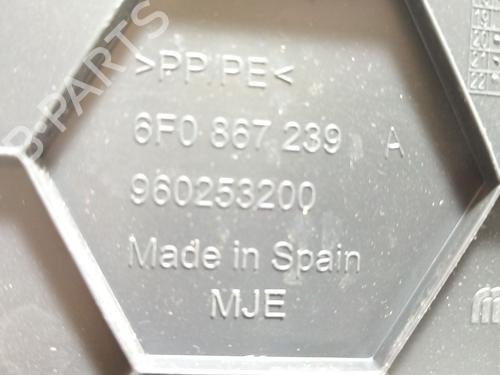 >PP/PE<
6F0 867 239 A
960253200
Made in Spain
MJE
B-PARTS